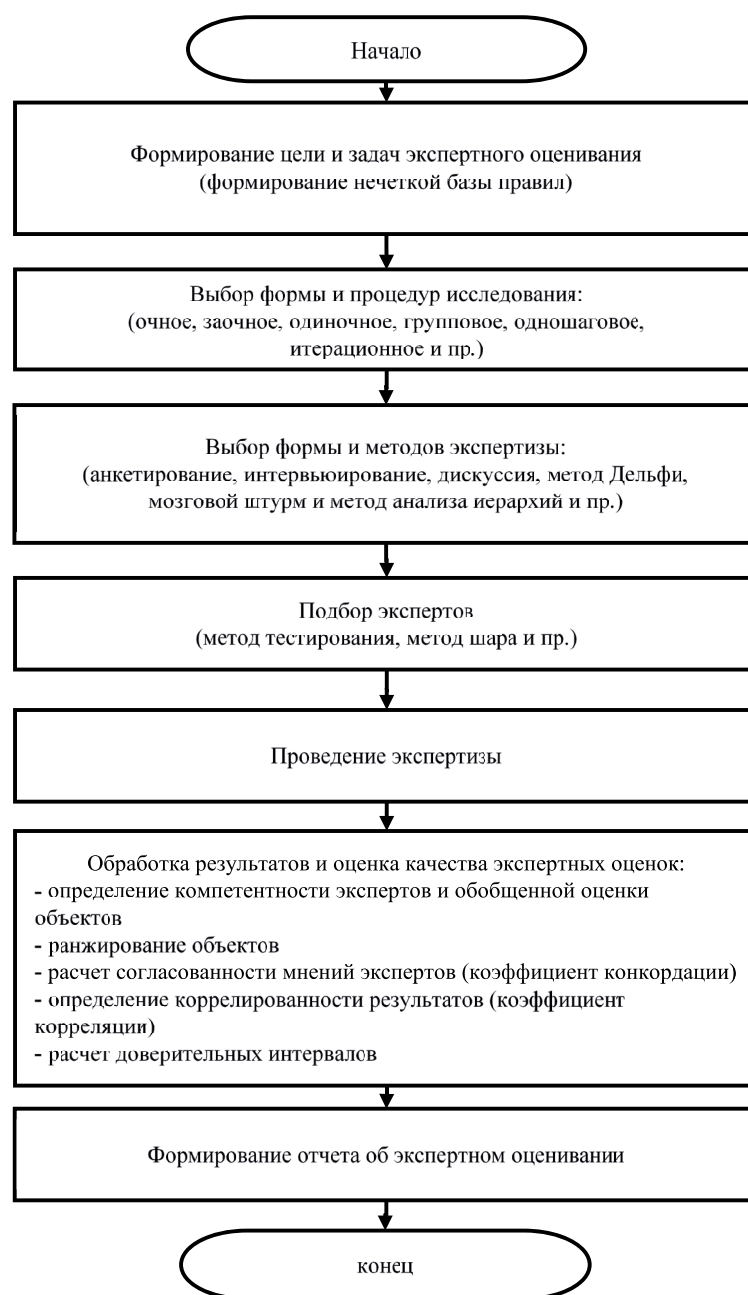 Начало
Формирование цели и задач экспертного оценивания
(формирование нечеткой базы правил)
Выбор формы и процедур исследования:
(очное, заочное, одиночное, групповое, одношаговое,
итерационное и пр.)
Выбор формы и методов экспертизы:
(анкетирование, интервьюирование, дискуссия, метод Дельфи,
мозговой штурм и метод анализа иерархий и пр.)
Подбор экспертов
(метод тестирования, метод шара и пр.)
Проведение экспертизы
Обработка результатов и оценка качества экспертных оценок:
- определение компетентности экспертов и обобщенной оценки
объектов
- ранжирование объектов
- расчет согласованности мнений экспертов (коэффициент конкордации)
- определение коррелированности результатов (коэффициент
корреляции)
- расчет доверительных интервалов
Формирование отчета об экспертном оценивании
конец